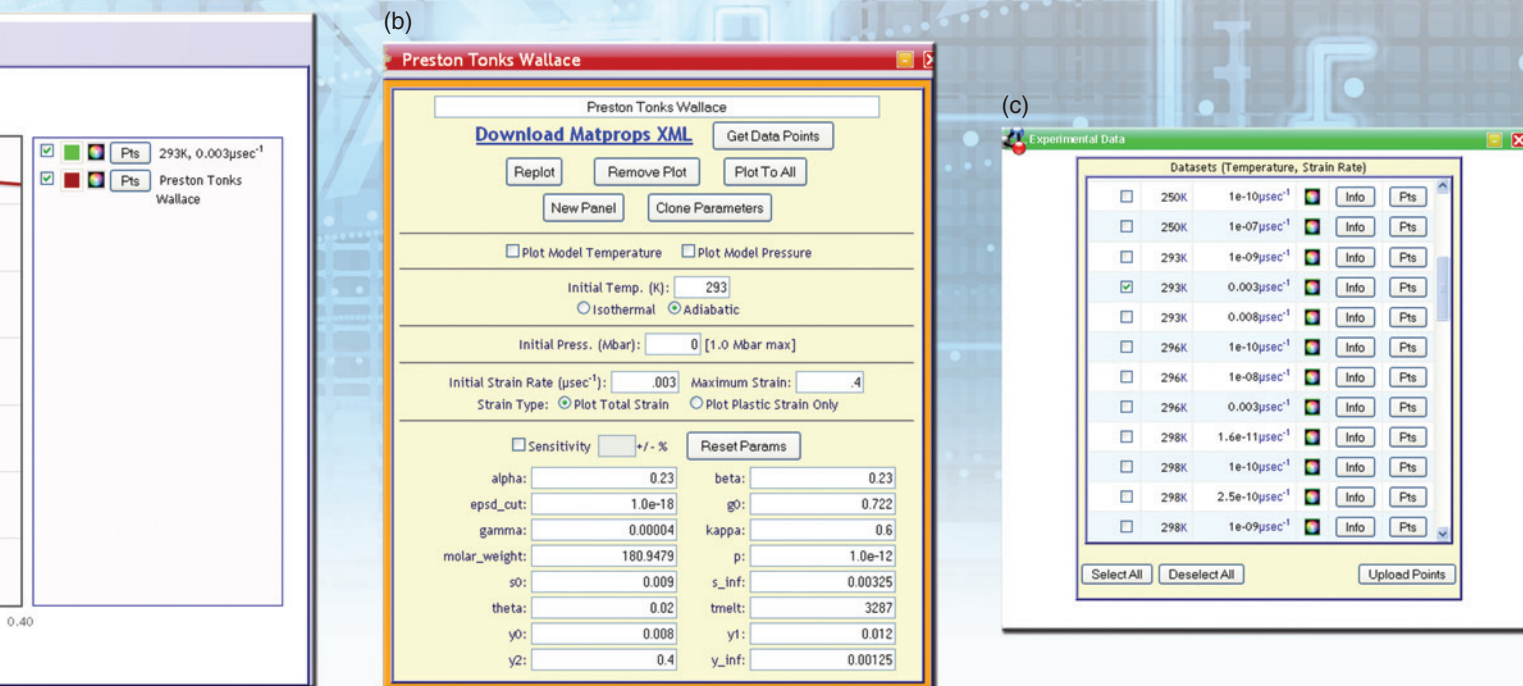 293K, 0.003µsec⁻¹
Pts
Preston Tonks
Wallace
Pts
0.40
(b)
Preston Tonks Wallace
Preston Tonks Wallace
Download Matprops XML Get Data Points
Replot Remove Plot Plot To All
New Panel Clone Parameters
Plot Model Temperature Plot Model Pressure
Initial Temp. (K): 293
Isothermal Adiabatic
Initial Press. (Mbar): 0 [1.0 Mbar max]
Initial Strain Rate (µsec⁻¹): .003 Maximum Strain: .4
Strain Type: Plot Total Strain Plot Plastic Strain Only
Sensitivity +/- % Reset Params
alpha: 0.23 beta: 0.23
epsd_cut: 1.0e-18 g0: 0.722
gamma: 0.00004 kappa: 0.6
molar_weight: 180.9479 p: 1.0e-12
s0: 0.009 s_inf: 0.00325
theta: 0.02 tmelt: 3287
y0: 0.008 y1: 0.012
y2: 0.4 y_inf: 0.00125
(c)
Experimental Data
Datasets (Temperature, Strain Rate)
250K 1e-10µsec⁻¹ Info Pts
250K 1e-07µsec⁻¹ Info Pts
293K 1e-09µsec⁻¹ Info Pts
293K 0.003µsec⁻¹ Info Pts
293K 0.008µsec⁻¹ Info Pts
296K 1e-10µsec⁻¹ Info Pts
296K 1e-08µsec⁻¹ Info Pts
296K 0.003µsec⁻¹ Info Pts
298K 1.6e-11µsec⁻¹ Info Pts
298K 1e-10µsec⁻¹ Info Pts
298K 2.5e-10µsec⁻¹ Info Pts
298K 1e-09µsec⁻¹ Info Pts
Select All Deselect All Upload Points